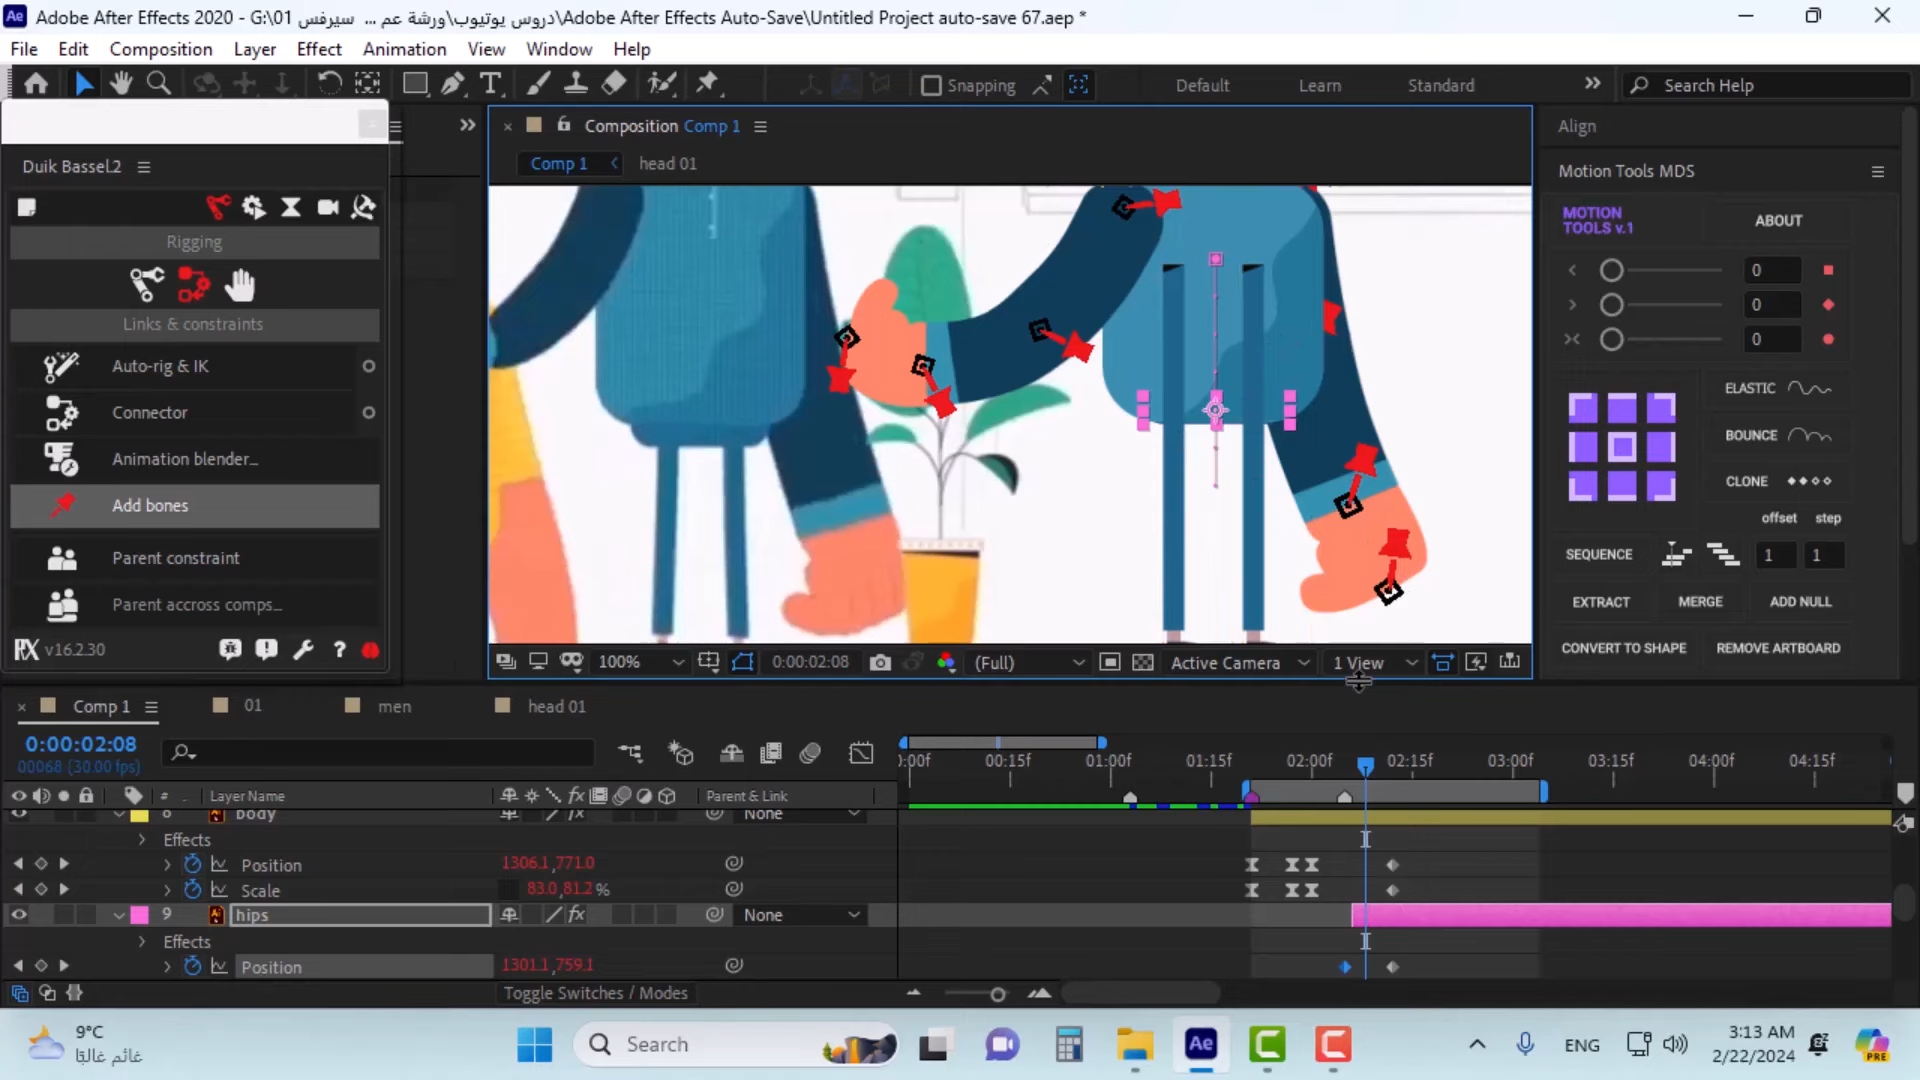 Adobe After Effects 2020 - G:\01 سيرفس ... دروس يوتيوب\ورشة عم\Adobe After Effects Auto-Save\Untitled Project auto-save 67.aep *
File Edit Composition Layer Effect Animation View Window Help
Snapping Default Learn Standard Search Help
Duik Bassel.2
Rigging
Links & constraints
Auto-rig & IK
Connector
Animation blender...
Add bones
Parent constraint
Parent accross comps...
v16.2.30
Composition Comp 1
Comp 1 head 01
100% 0:00:02:08 (Full) Active Camera 1 View
Align
Motion Tools MDS
MOTION TOOLS v.1 ABOUT
0
0
0
ELASTIC
BOUNCE
CLONE
offset step
SEQUENCE 1 1
EXTRACT MERGE ADD NULL
CONVERT TO SHAPE REMOVE ARTBOARD
Comp 1 01 men head 01
0:00:02:08
00068 (30.00 fps)
:00f 00:15f 01:00f 01:15f 02:00f 02:15f 03:00f 03:15f 04:00f 04:15f
# Layer Name fx Parent & Link
8 body fx None
Effects
Position 1306.1,771.0
Scale 83.0,81.2 %
9 hips fx None
Effects
Position 1301.1,759.1
Toggle Switches / Modes
9°C
غائم غالبًا
Search
Ae
ENG
3:13 AM
2/22/2024
PRE